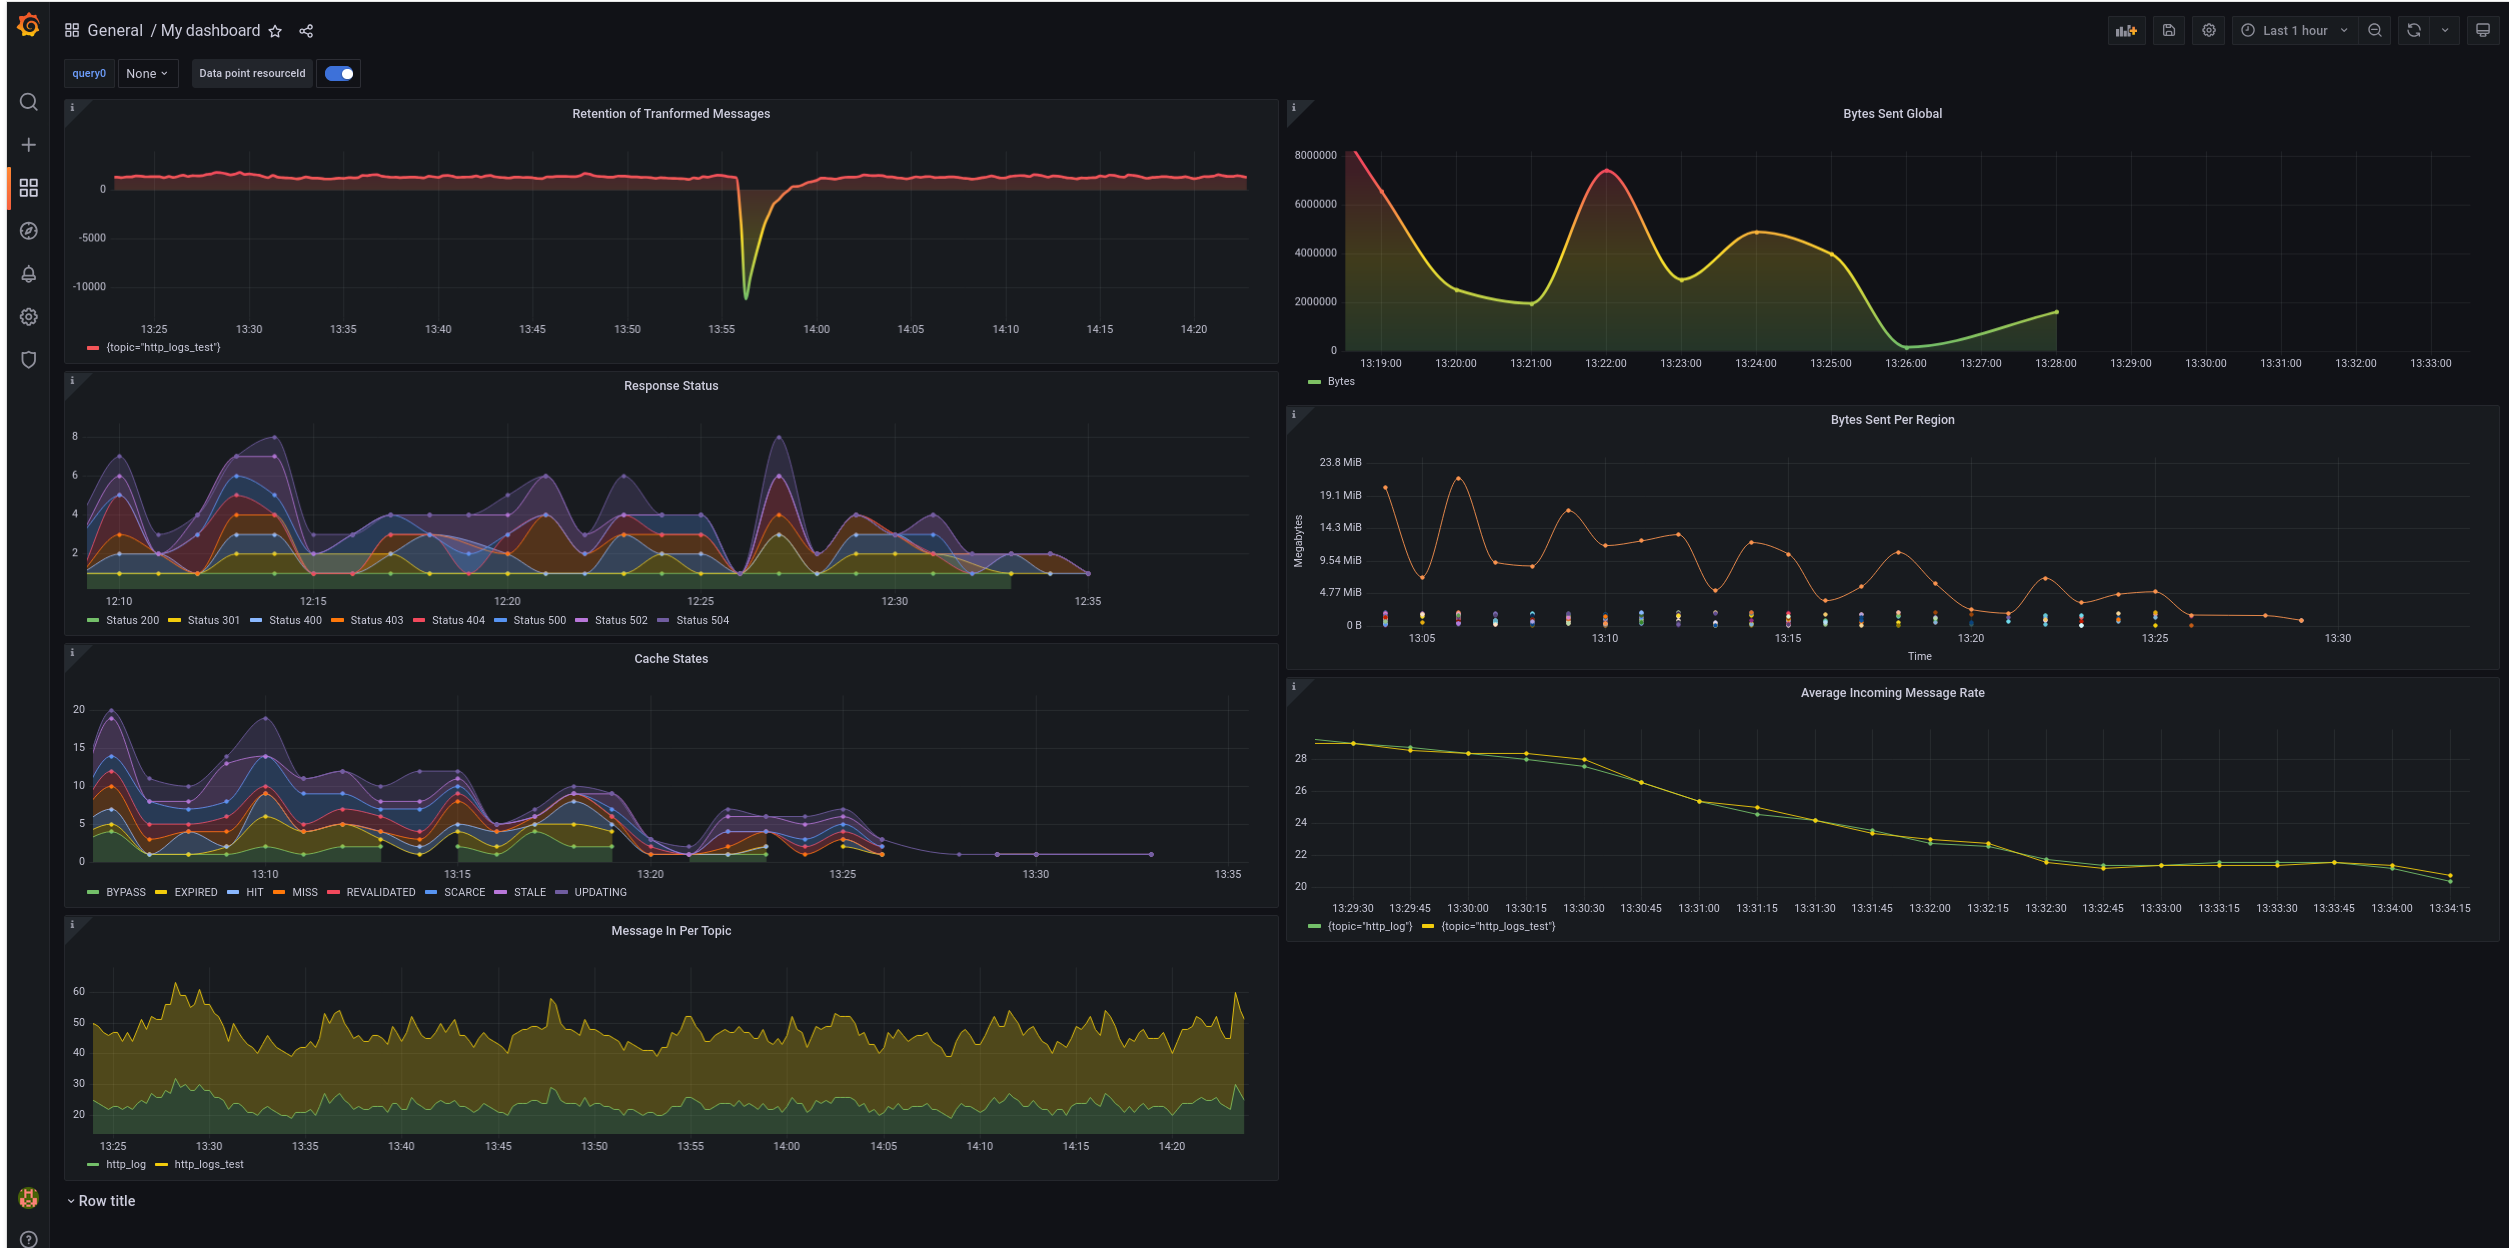 General / My dashboard
Last 1 hour
query0 None Data point resourceId
Retention of Tranformed Messages
0
-5000
-10000
13:25 13:30 13:35 13:40 13:45 13:50 13:55 14:00 14:05 14:10 14:15 14:20
{topic="http_logs_test"}
Response Status
8
6
4
2
12:10 12:15 12:20 12:25 12:30 12:35
Status 200 Status 301 Status 400 Status 403 Status 404 Status 500 Status 502 Status 504
Cache States
20
15
10
5
0
13:10 13:15 13:20 13:25 13:30 13:35
BYPASS EXPIRED HIT MISS REVALIDATED SCARCE STALE UPDATING
Message In Per Topic
60
50
40
30
20
13:25 13:30 13:35 13:40 13:45 13:50 13:55 14:00 14:05 14:10 14:15 14:20
http_log http_logs_test
Row title
Bytes Sent Global
8000000
6000000
4000000
2000000
0
13:19:00 13:20:00 13:21:00 13:22:00 13:23:00 13:24:00 13:25:00 13:26:00 13:27:00 13:28:00 13:29:00 13:30:00 13:31:00 13:32:00 13:33:00
Bytes
Bytes Sent Per Region
Megabytes
23.8 MiB
19.1 MiB
14.3 MiB
9.54 MiB
4.77 MiB
0 B
13:05 13:10 13:15 13:20 13:25 13:30
Time
Average Incoming Message Rate
28
26
24
22
20
13:29:30 13:29:45 13:30:00 13:30:15 13:30:30 13:30:45 13:31:00 13:31:15 13:31:30 13:31:45 13:32:00 13:32:15 13:32:30 13:32:45 13:33:00 13:33:15 13:33:30 13:33:45 13:34:00 13:34:15
{topic="http_log"} {topic="http_logs_test"}